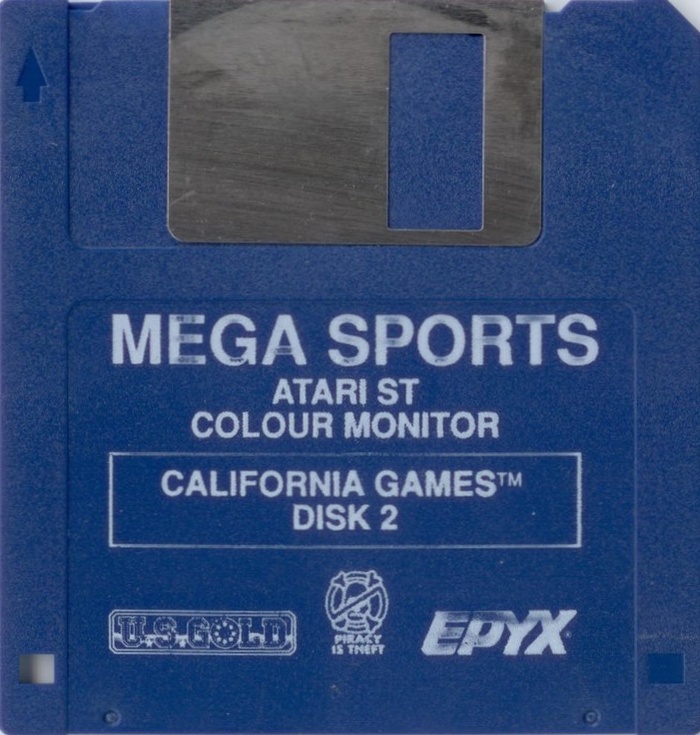 MEGA SPORTS
ATARI ST
COLOUR MONITOR
CALIFORNIA GAMES™
DISK 2
U.S. GOLD
PIRACY
IS THEFT
EPYX®